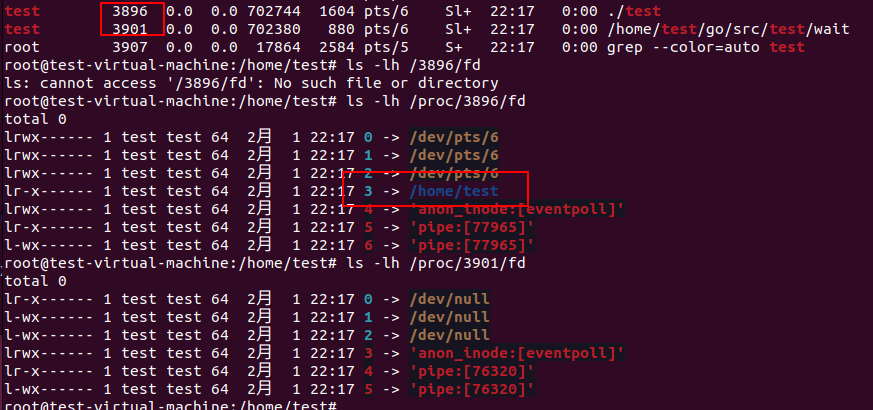 test 3896 0.0 0.0 702744 1604 pts/6 Sl+ 22:17 0:00 ./test
test 3901 0.0 0.0 702380 880 pts/6 Sl+ 22:17 0:00 /home/test/go/src/test/wait
root 3907 0.0 0.0 17864 2584 pts/5 S+ 22:17 0:00 grep --color=auto test
root@test-virtual-machine:/home/test# ls -lh /3896/fd
ls: cannot access '/3896/fd': No such file or directory
root@test-virtual-machine:/home/test# ls -lh /proc/3896/fd
total 0
lrwx------ 1 test test 64 2月 1 22:17 0 -> /dev/pts/6
lrwx------ 1 test test 64 2月 1 22:17 1 -> /dev/pts/6
lrwx------ 1 test test 64 2月 1 22:17 2 -> /dev/pts/6
lr-x------ 1 test test 64 2月 1 22:17 3 -> /home/test
lrwx------ 1 test test 64 2月 1 22:17 4 -> 'anon_inode:[eventpoll]'
lr-x------ 1 test test 64 2月 1 22:17 5 -> 'pipe:[77965]'
l-wx------ 1 test test 64 2月 1 22:17 6 -> 'pipe:[77965]'
root@test-virtual-machine:/home/test# ls -lh /proc/3901/fd
total 0
lr-x------ 1 test test 64 2月 1 22:17 0 -> /dev/null
l-wx------ 1 test test 64 2月 1 22:17 1 -> /dev/null
l-wx------ 1 test test 64 2月 1 22:17 2 -> /dev/null
lrwx------ 1 test test 64 2月 1 22:17 3 -> 'anon_inode:[eventpoll]'
lr-x------ 1 test test 64 2月 1 22:17 4 -> 'pipe:[76320]'
l-wx------ 1 test test 64 2月 1 22:17 5 -> 'pipe:[76320]'
root@test-virtual-machine:/home/test#